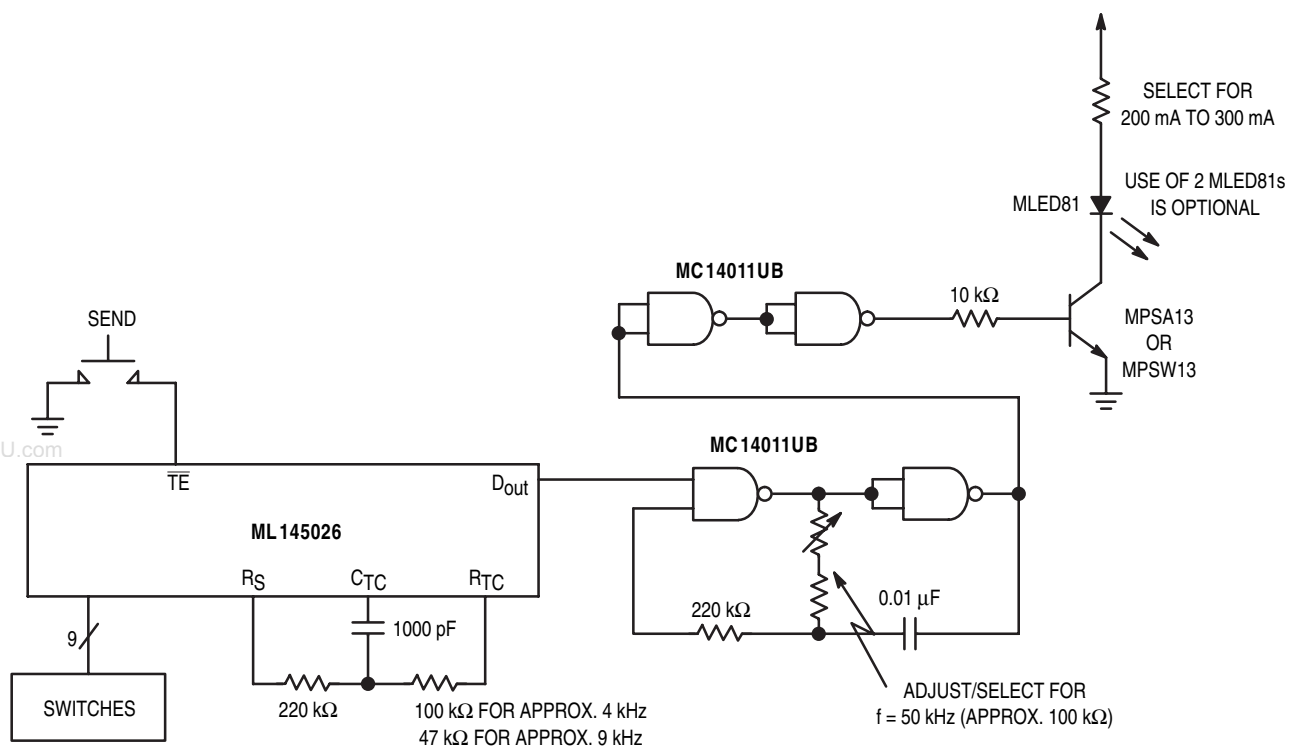 SELECT FOR
200 mA TO 300 mA
MLED81
USE OF 2 MLED81s
IS OPTIONAL
MC14011UB
10 kΩ
MPSA13
OR
MPSW13
SEND
U.com
TE
Dout
ML145026
RS
CTC
RTC
MC14011UB
9
1000 pF
220 kΩ
0.01 μF
SWITCHES
220 kΩ
100 kΩ FOR APPROX. 4 kHz
47 kΩ FOR APPROX. 9 kHz
ADJUST/SELECT FOR
f = 50 kHz (APPROX. 100 kΩ)